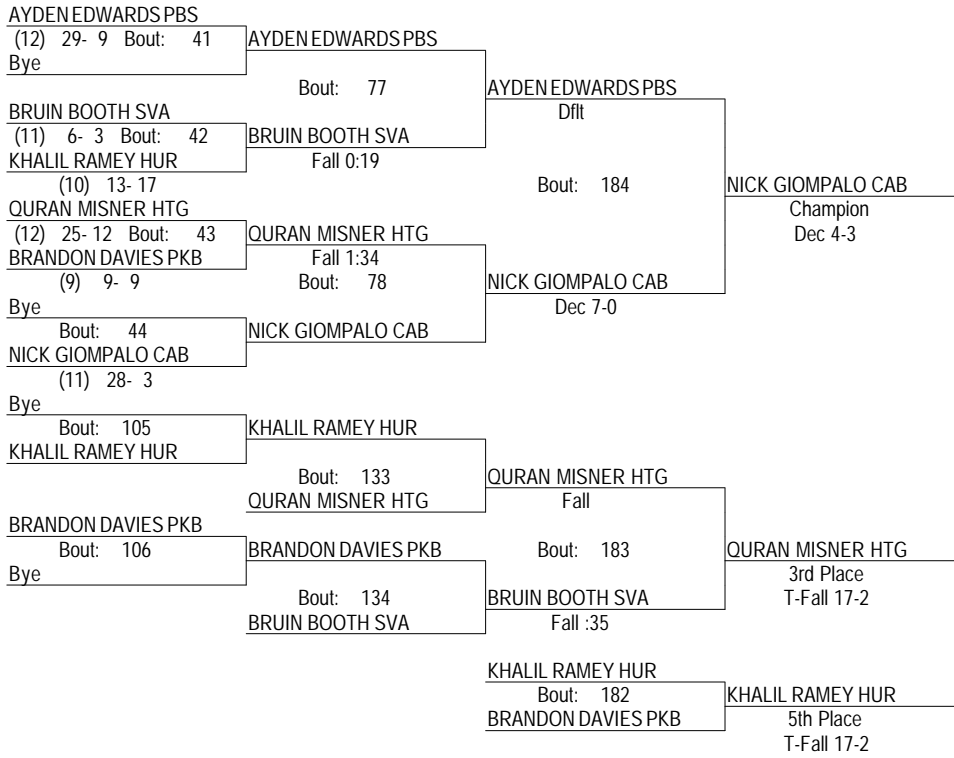 AYDEN EDWARDS PBS
(12) 29- 9 Bout: 41 AYDEN EDWARDS PBS
Bye
Bout: 77 AYDEN EDWARDS PBS
BRUIN BOOTH SVA Dflt
(11) 6- 3 Bout: 42 BRUIN BOOTH SVA
KHALIL RAMEY HUR Fall 0:19
(10) 13- 17 Bout: 184 NICK GIOMPALO CAB
QURAN MISNER HTG Champion
(12) 25- 12 Bout: 43 QURAN MISNER HTG Dec 4-3
BRANDON DAVIES PKB Fall 1:34
(9) 9- 9 Bout: 78 NICK GIOMPALO CAB
Bye Dec 7-0
Bout: 44 NICK GIOMPALO CAB
NICK GIOMPALO CAB
(11) 28- 3
Bye
Bout: 105 KHALIL RAMEY HUR
KHALIL RAMEY HUR
Bout: 133 QURAN MISNER HTG
QURAN MISNER HTG Fall
BRANDON DAVIES PKB
Bout: 106 BRANDON DAVIES PKB Bout: 183 QURAN MISNER HTG
Bye 3rd Place
Bout: 134 BRUIN BOOTH SVA T-Fall 17-2
BRUIN BOOTH SVA Fall :35
KHALIL RAMEY HUR
Bout: 182 KHALIL RAMEY HUR
BRANDON DAVIES PKB 5th Place
T-Fall 17-2